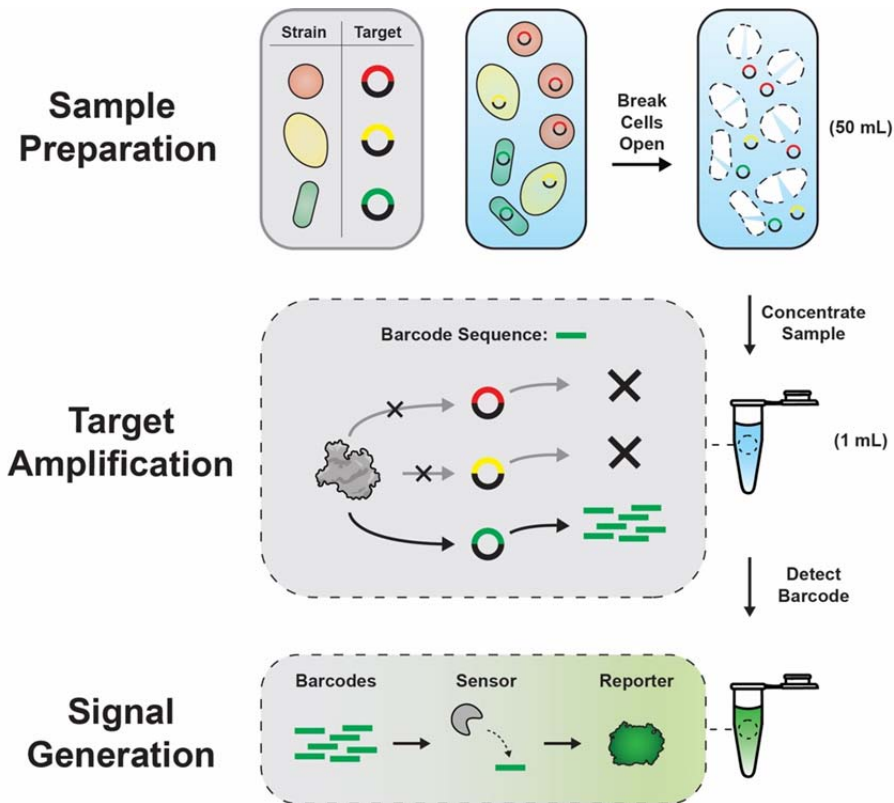 Sample
Preparation
Strain Target
Break
Cells
Open
(50 mL)
Concentrate
Sample
Target
Amplification
Barcode Sequence:
(1 mL)
Detect
Barcode
Signal
Generation
Barcodes Sensor Reporter